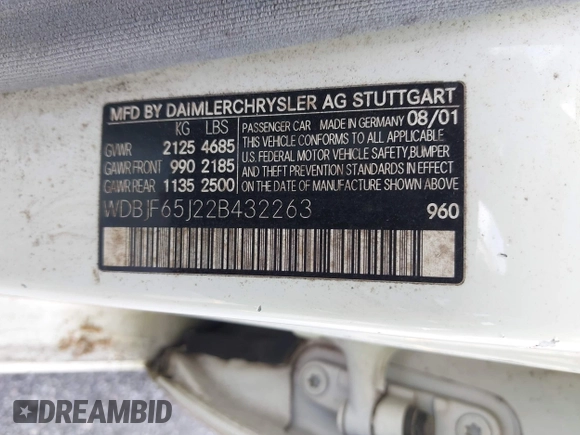 MFD BY DAIMLERCHRYSLER AG STUTTGART
KG LBS
GVWR 2125 4685
GAWR FRONT 990 2185
GAWR REAR 1135 2500
PASSENGER CAR MADE IN GERMANY 08/01
THIS VEHICLE CONFORMS TO ALL APPLICABLE
U.S. FEDERAL MOTOR VEHICLE SAFETY, BUMPER
AND THEFT PREVENTION STANDARDS IN EFFECT
ON THE DATE OF MANUFACTURE SHOWN ABOVE
WDBJF65J22B432263 960
DREAMBID